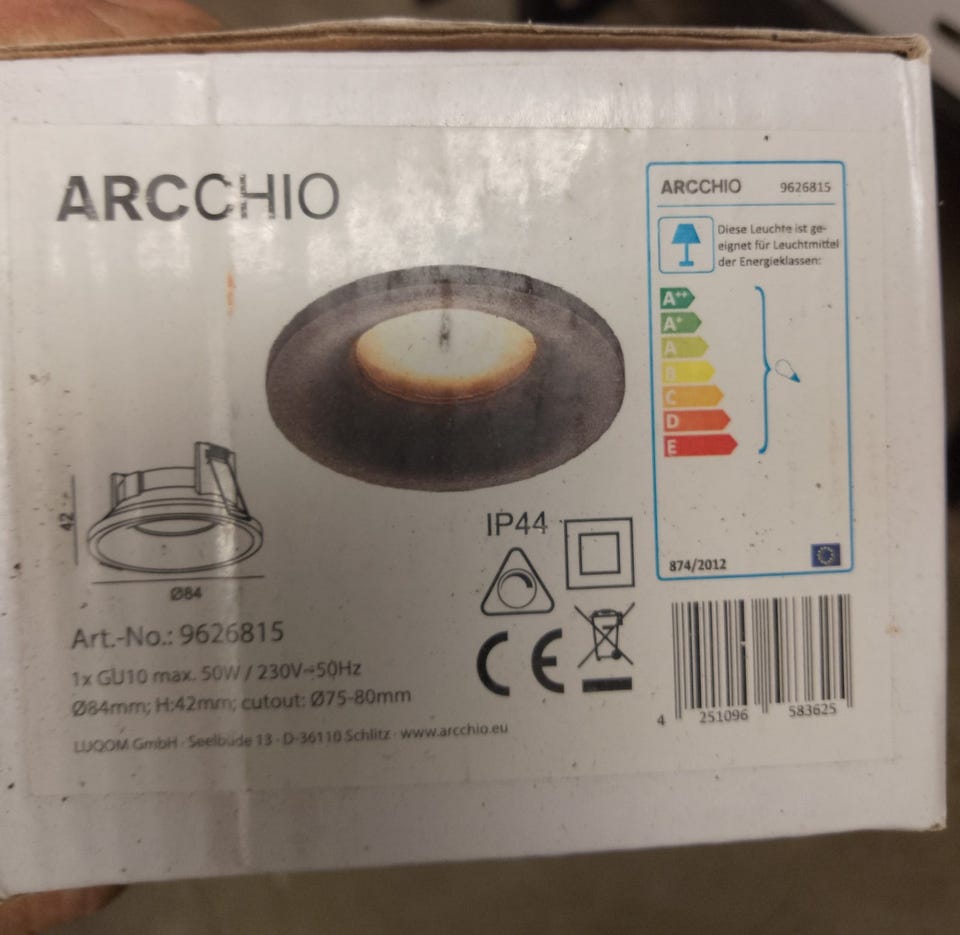 ARCCHIO
ARCCHIO 9626815
Diese Leuchte ist ge-
eignet für Leuchtmittel
der Energieklassen:
A++
A+
A
B
C
D
E
874/2012
42
Ø84
IP44
Art.-No.: 9626815
1x GU10 max. 50W / 230V~50Hz
Ø84mm; H:42mm; cutout: Ø75-80mm
LUQOM GmbH · Seelbüde 13 · D-36110 Schlitz · www.arcchio.eu
CE
4 251096 583625